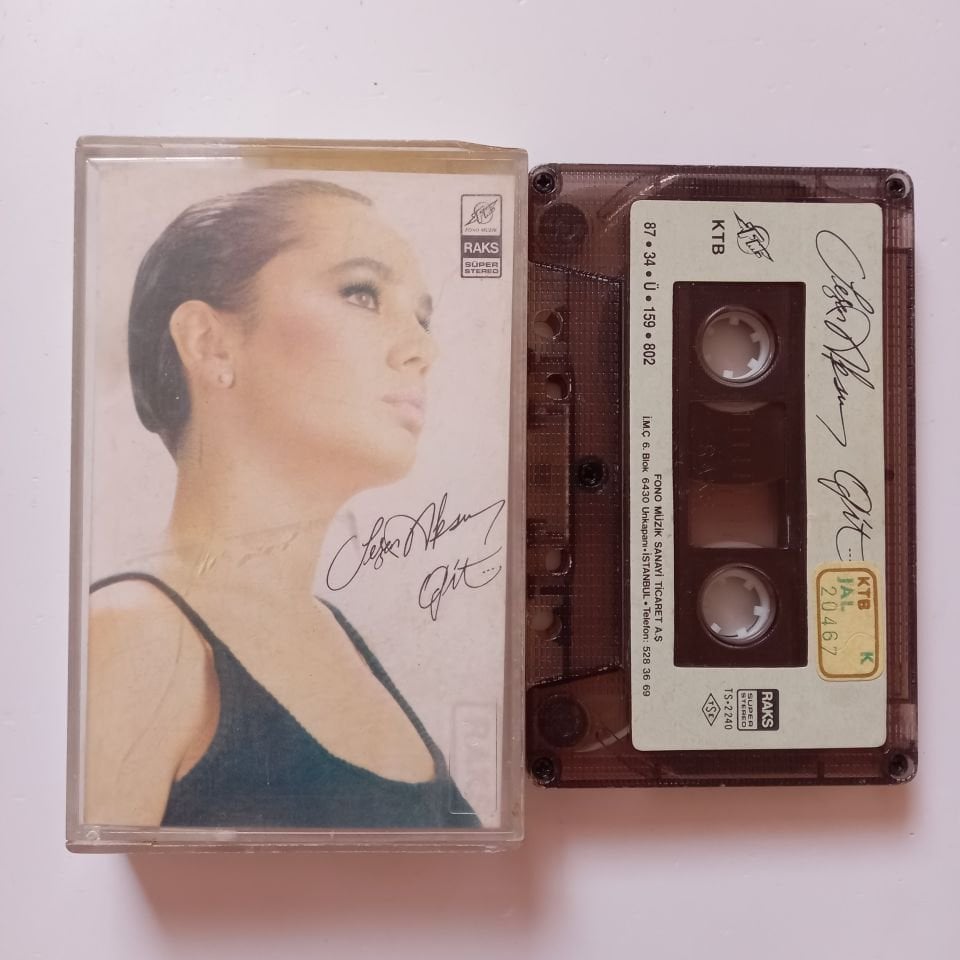 FONO MÜZİK
RAKS
SÜPER
STEREO
Sezen Aksu
Git...
KTB
87 • 34 • Ü • 159 • 802
Sezen Aksu Git...
FONO MÜZİK SANAYİ TİCARET A.Ş
İ.M.Ç 6. Blok 6430 Unkapanı • İSTANBUL • Telefon: 528 36 69
KTB K
JAL
20467
RAKS
SÜPER
STEREO
TS-2240
TSE